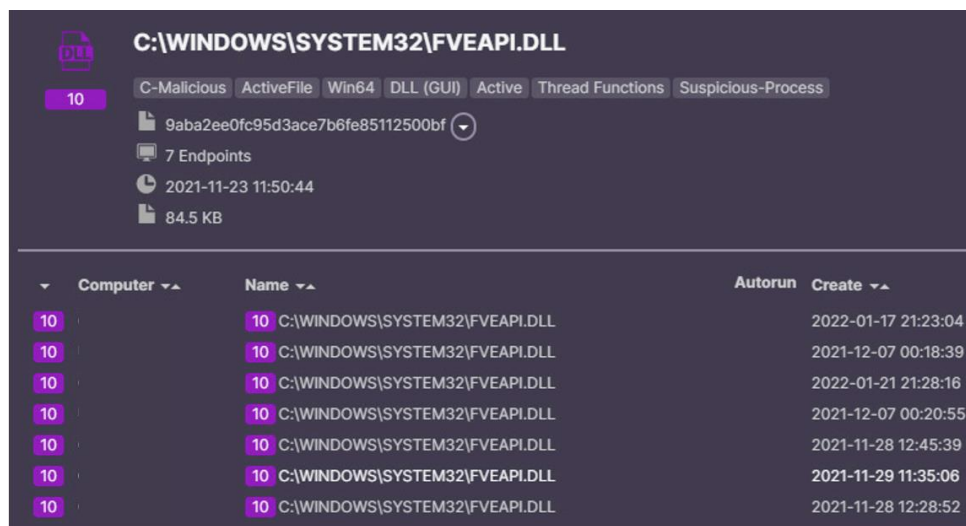 DLL
C:\WINDOWS\SYSTEM32\FVEAPI.DLL
10
C-Malicious ActiveFile Win64 DLL (GUI) Active Thread Functions Suspicious-Process
9aba2ee0fc95d3ace7b6fe85112500bf
7 Endpoints
2021-11-23 11:50:44
84.5 KB
Computer Name Autorun Create
10 10 C:\WINDOWS\SYSTEM32\FVEAPI.DLL 2022-01-17 21:23:04
10 10 C:\WINDOWS\SYSTEM32\FVEAPI.DLL 2021-12-07 00:18:39
10 10 C:\WINDOWS\SYSTEM32\FVEAPI.DLL 2022-01-21 21:28:16
10 10 C:\WINDOWS\SYSTEM32\FVEAPI.DLL 2021-12-07 00:20:55
10 10 C:\WINDOWS\SYSTEM32\FVEAPI.DLL 2021-11-28 12:45:39
10 10 C:\WINDOWS\SYSTEM32\FVEAPI.DLL 2021-11-29 11:35:06
10 10 C:\WINDOWS\SYSTEM32\FVEAPI.DLL 2021-11-28 12:28:52